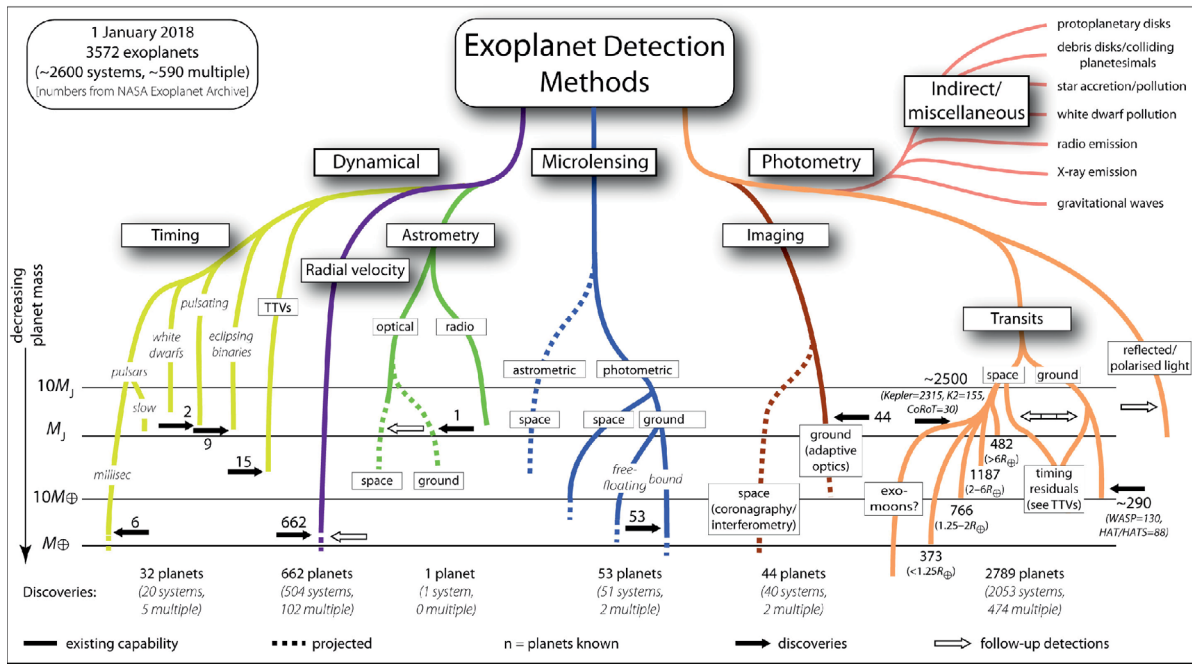 1 January 2018
3572 exoplanets
(~2600 systems, ~590 multiple)
[numbers from NASA Exoplanet Archive]
Exoplanet Detection
Methods
Indirect/
miscellaneous
protoplanetary disks
debris disks/colliding
planetesimals
star accretion/pollution
white dwarf pollution
radio emission
X-ray emission
gravitational waves
Dynamical
Microlensing
Photometry
Timing
Astrometry
Imaging
Radial velocity
Transits
decreasing
planet mass
TTVs
pulsating
white
dwarfs
eclipsing
binaries
pulsars
slow
millisec
optical
radio
astrometric
photometric
space
ground
reflected/
polarised light
10MJ
MJ
10M⊕
M⊕
2
9
15
6
662
1
space
ground
space
space
ground
free-
floating
bound
53
44
ground
(adaptive
optics)
space
(coronagraphy/
interferometry)
~2500
(Kepler=2315, K2=155,
CoRoT=30)
exo-
moons?
482
(>6R⊕)
1187
(2–6R⊕)
766
(1.25–2R⊕)
373
(<1.25R⊕)
timing
residuals
(see TTVs)
~290
(WASP=130,
HAT/HATS=88)
Discoveries:
32 planets
(20 systems,
5 multiple)
662 planets
(504 systems,
102 multiple)
1 planet
(1 system,
0 multiple)
53 planets
(51 systems,
2 multiple)
44 planets
(40 systems,
2 multiple)
2789 planets
(2053 systems,
474 multiple)
existing capability
projected
n = planets known
discoveries
follow-up detections